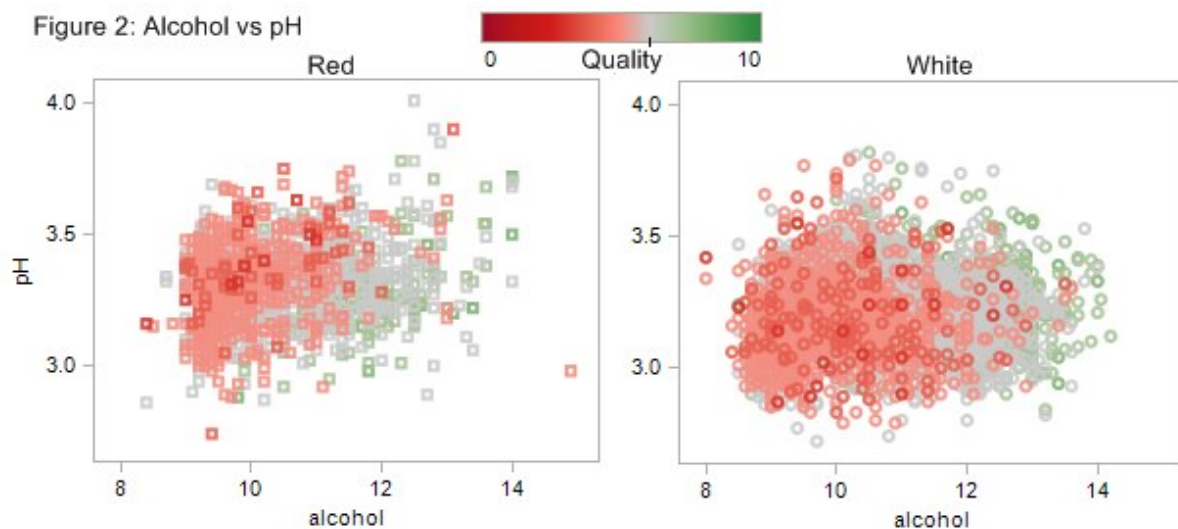 Figure 2: Alcohol vs pH
0 Quality 10
Red
White
4.0
3.5
3.0
pH
8 10 12 14
alcohol
4.0
3.5
3.0
8 10 12 14
alcohol